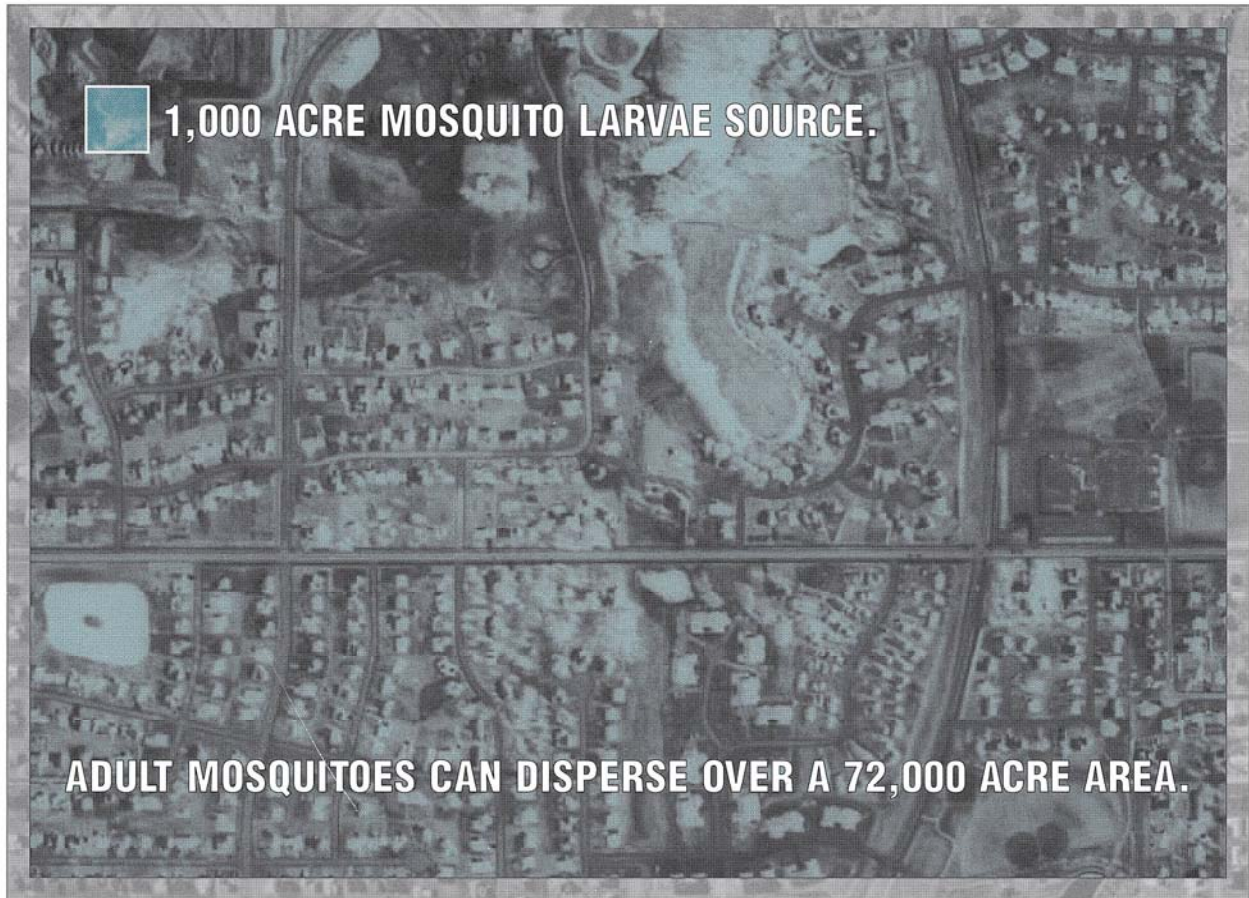 1,000 ACRE MOSQUITO LARVAE SOURCE.
ADULT MOSQUITOES CAN DISPERSE OVER A 72,000 ACRE AREA.